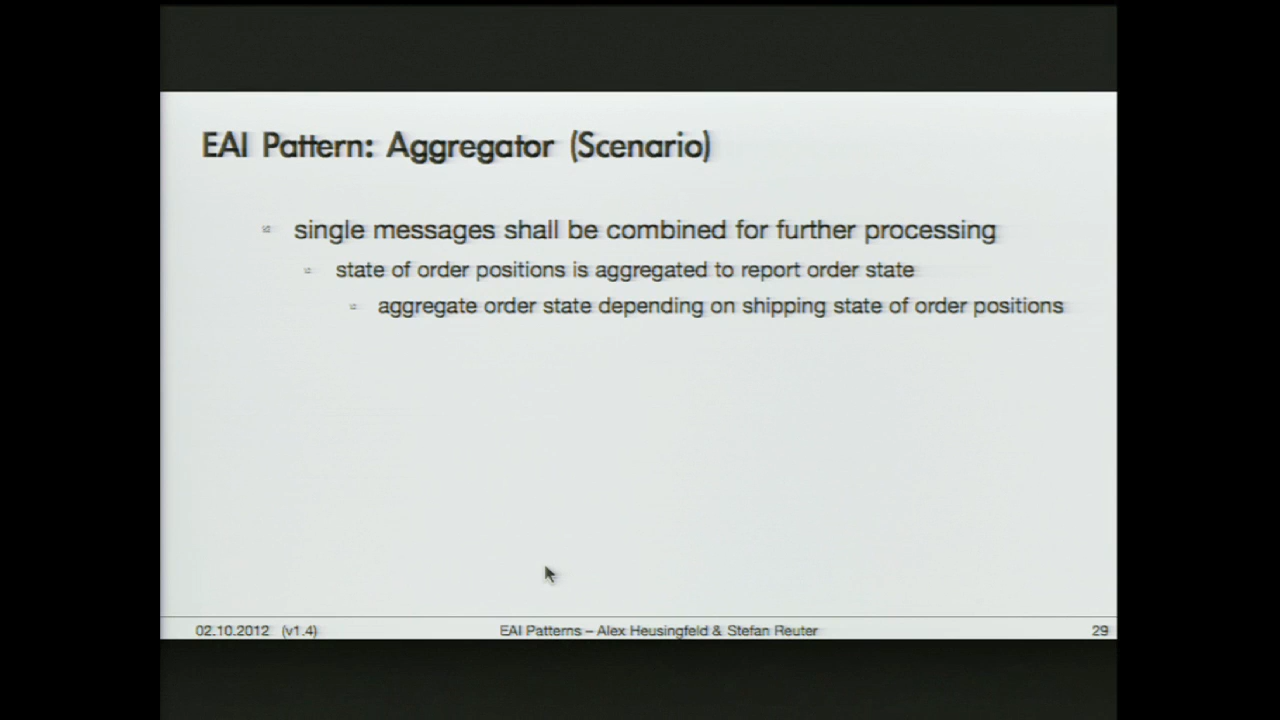 EAI Pattern: Aggregator (Scenario)
single messages shall be combined for further processing
state of order positions is aggregated to report order state
aggregate order state depending on shipping state of order positions
02.10.2012 (v1.4)
EAI Patterns – Alex Heusingfeld & Stefan Reuter
29